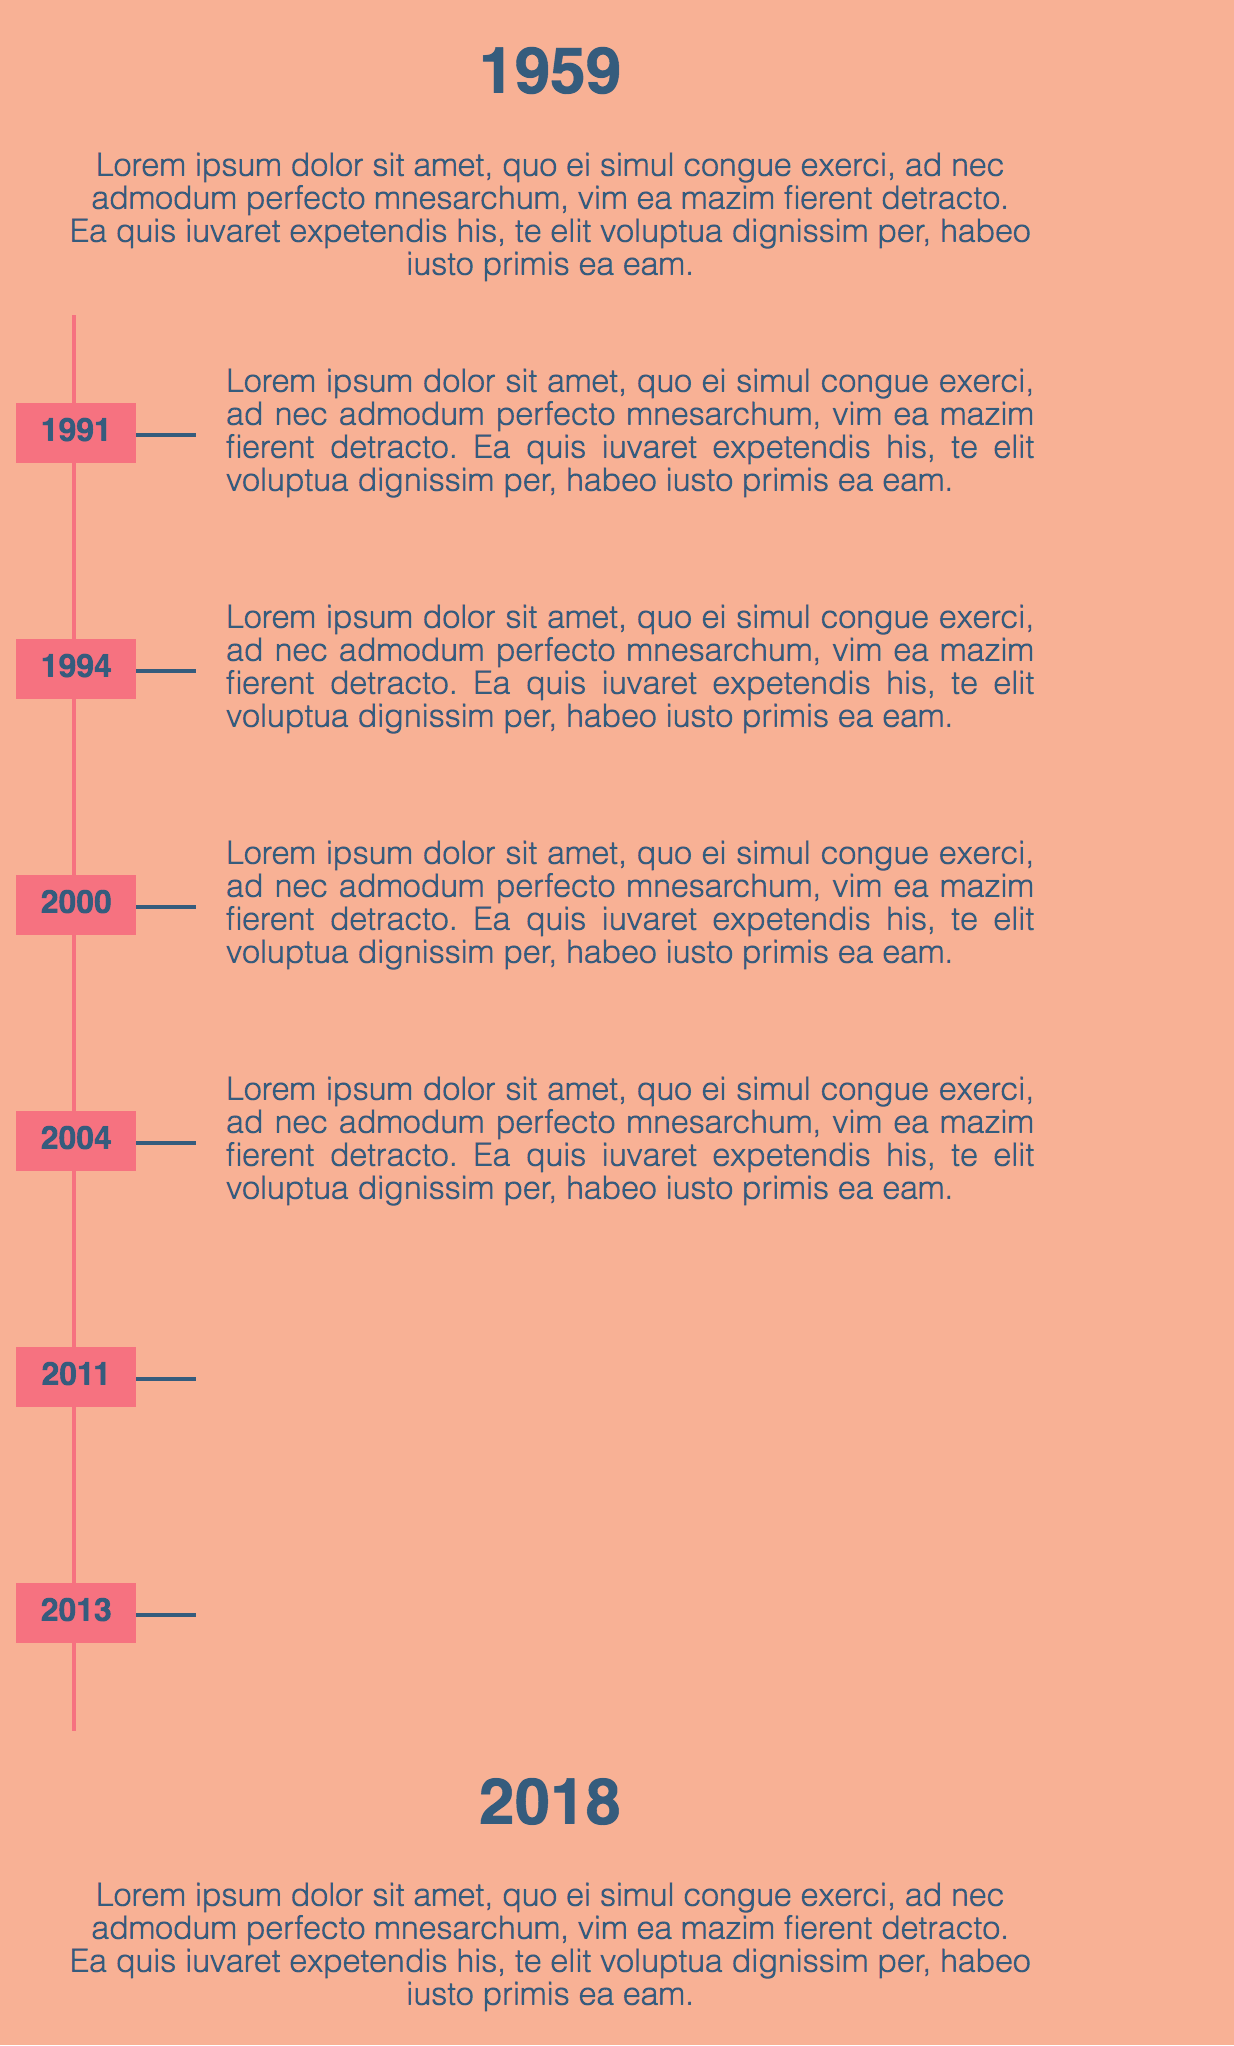 1959
Lorem ipsum dolor sit amet, quo ei simul congue exerci, ad nec
admodum perfecto mnesarchum, vim ea mazim fierent detracto.
Ea quis iuvaret expetendis his, te elit voluptua dignissim per, habeo
iusto primis ea eam.
1991
Lorem ipsum dolor sit amet, quo ei simul congue exerci,
ad nec admodum perfecto mnesarchum, vim ea mazim
fierent detracto. Ea quis iuvaret expetendis his, te elit
voluptua dignissim per, habeo iusto primis ea eam.
1994
Lorem ipsum dolor sit amet, quo ei simul congue exerci,
ad nec admodum perfecto mnesarchum, vim ea mazim
fierent detracto. Ea quis iuvaret expetendis his, te elit
voluptua dignissim per, habeo iusto primis ea eam.
2000
Lorem ipsum dolor sit amet, quo ei simul congue exerci,
ad nec admodum perfecto mnesarchum, vim ea mazim
fierent detracto. Ea quis iuvaret expetendis his, te elit
voluptua dignissim per, habeo iusto primis ea eam.
2004
Lorem ipsum dolor sit amet, quo ei simul congue exerci,
ad nec admodum perfecto mnesarchum, vim ea mazim
fierent detracto. Ea quis iuvaret expetendis his, te elit
voluptua dignissim per, habeo iusto primis ea eam.
2011
2013
2018
Lorem ipsum dolor sit amet, quo ei simul congue exerci, ad nec
admodum perfecto mnesarchum, vim ea mazim fierent detracto.
Ea quis iuvaret expetendis his, te elit voluptua dignissim per, habeo
iusto primis ea eam.